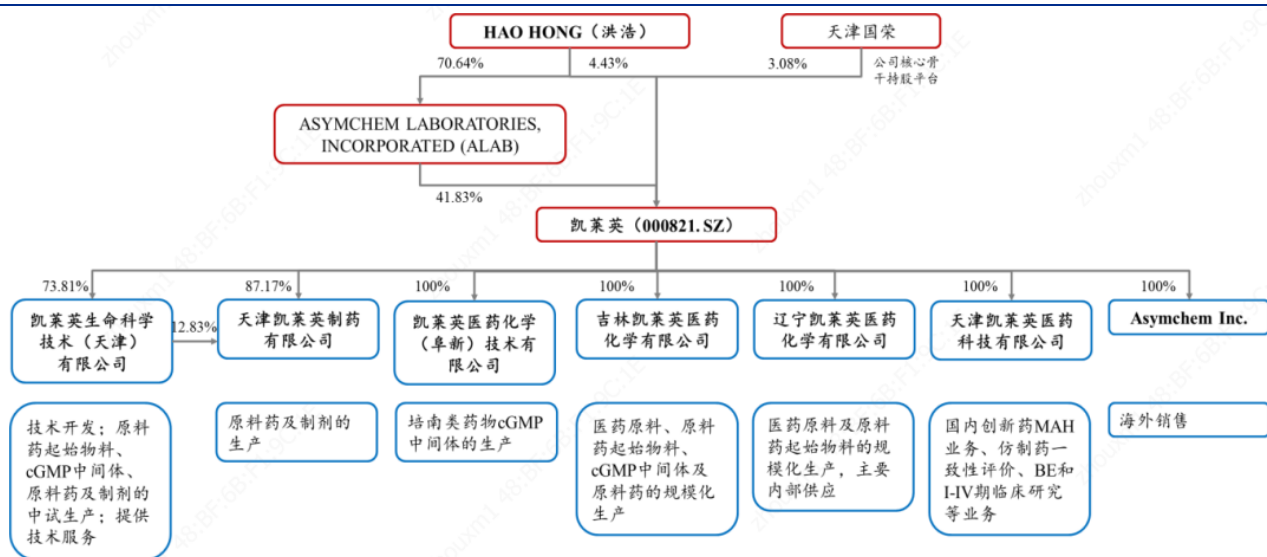 HAO HONG（洪浩）
天津国荣
70.64%
4.43%
3.08%
公司核心骨
干持股平台
ASYMCHEM LABORATORIES,
INCORPORATED (ALAB)
41.83%
凯莱英（000821.SZ）
73.81%
87.17%
100%
100%
100%
100%
100%
凯莱英生命科学
技术（天津）
有限公司
12.83%
天津凯莱英制药
有限公司
凯莱英医药化学
（阜新）技术有
限公司
吉林凯莱英医药
化学有限公司
辽宁凯莱英医药
化学有限公司
天津凯莱英医药
科技有限公司
Asymchem Inc.
技术开发；原料
药起始物料、
cGMP中间体、
原料药及制剂的
中试生产；提供
技术服务
原料药及制剂的
生产
培南类药物cGMP
中间体的生产
医药原料、原料
药起始物料、
cGMP中间体及
原料药的规模化
生产
医药原料及原料
药起始物料的规
模化生产，主要
内部供应
国内创新药MAH
业务、仿制药一
致性评价、BE和
I-IV期临床研究
等业务
海外销售